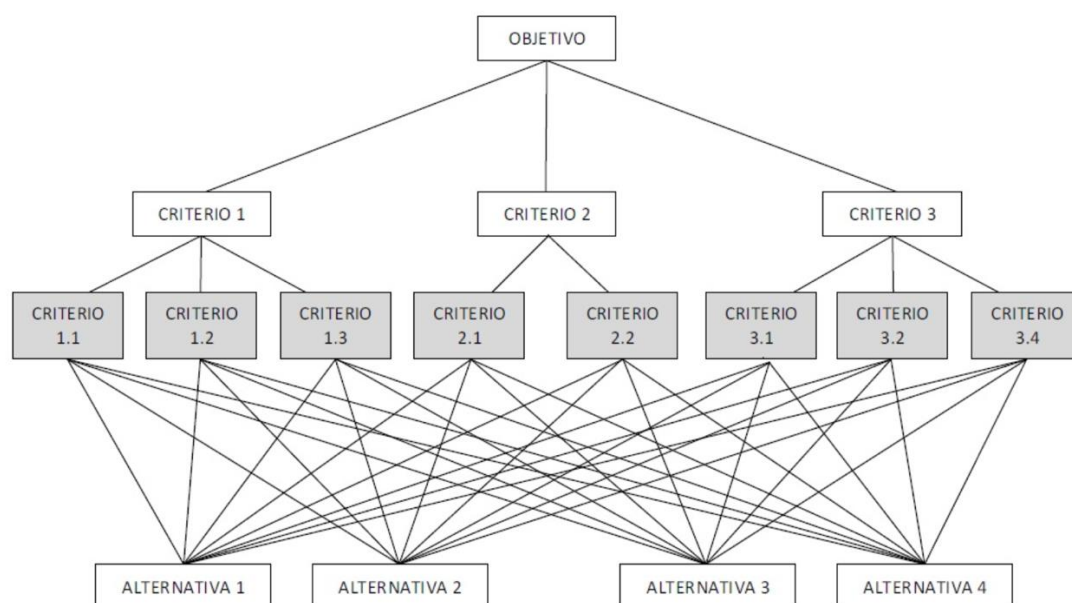 OBJETIVO
CRITERIO 1
CRITERIO 2
CRITERIO 3
CRITERIO
1.1
CRITERIO
1.2
CRITERIO
1.3
CRITERIO
2.1
CRITERIO
2.2
CRITERIO
3.1
CRITERIO
3.2
CRITERIO
3.4
ALTERNATIVA 1
ALTERNATIVA 2
ALTERNATIVA 3
ALTERNATIVA 4